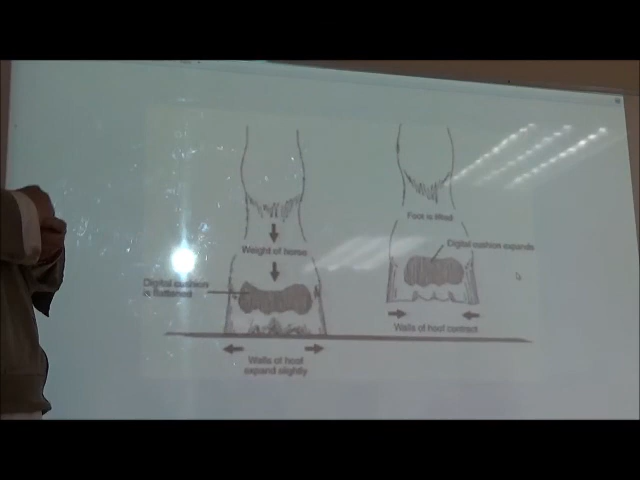 Weight of horse
Digital cushion
is flattened
Walls of hoof
expand slightly
Foot is lifted
Digital cushion expands
Walls of hoof contract